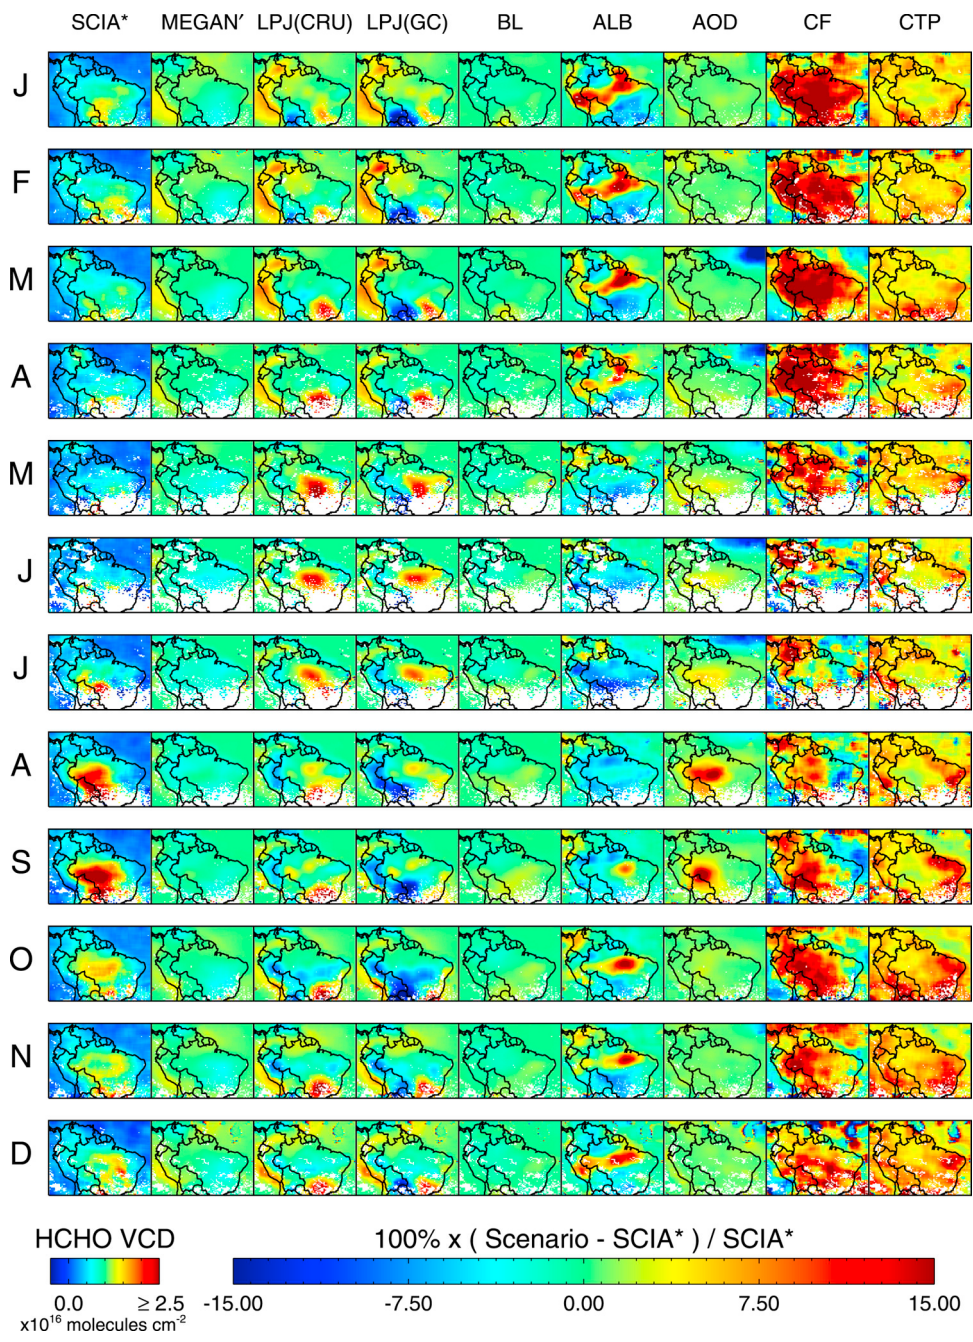 SCIA* MEGAN′ LPJ(CRU) LPJ(GC) BL ALB AOD CF CTP
J
F
M
A
M
J
J
A
S
O
N
D
HCHO VCD 100% x ( Scenario - SCIA* ) / SCIA*
0.0 ≥ 2.5 -15.00 -7.50 0.00 7.50 15.00
x10¹⁶ molecules cm⁻²